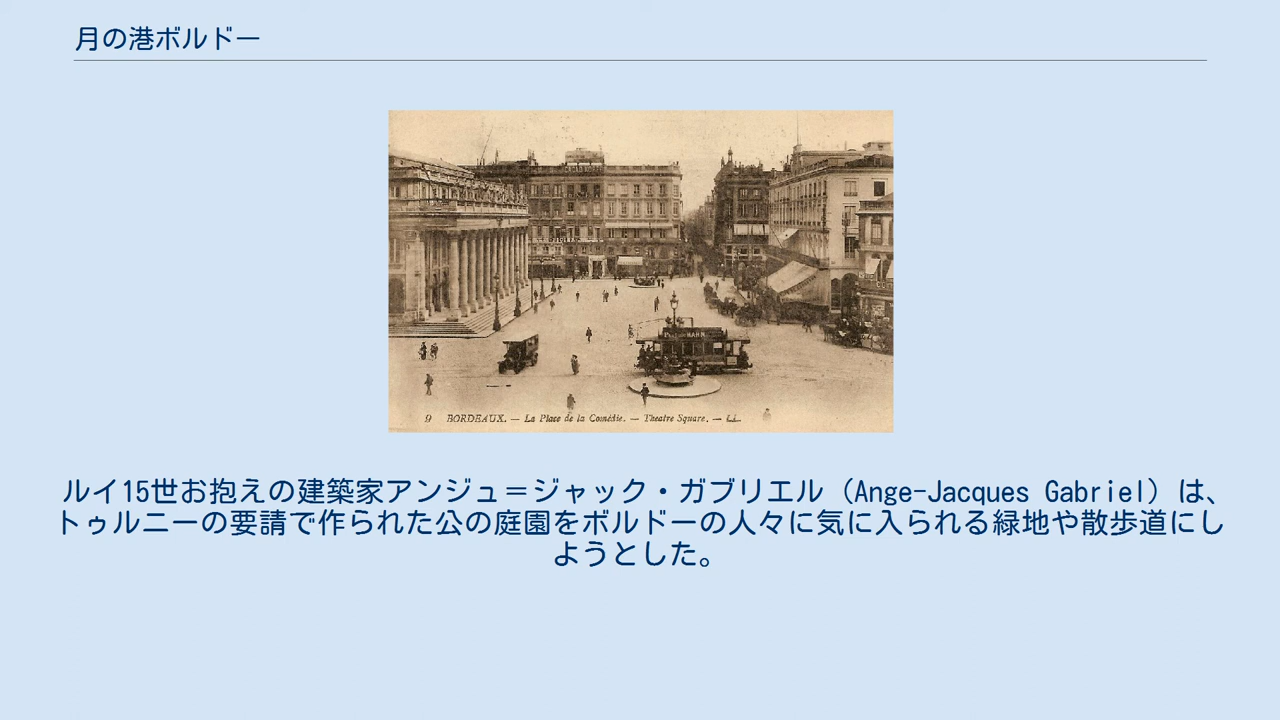 月の港ボルドー
9 BORDEAUX. — La Place de la Comédie. — Theatre Square. — LL.
ルイ15世お抱えの建築家アンジュ＝ジャック・ガブリエル（Ange-Jacques Gabriel）は、
トゥルニーの要請で作られた公の庭園をボルドーの人々に気に入られる緑地や散歩道にし
ようとした。